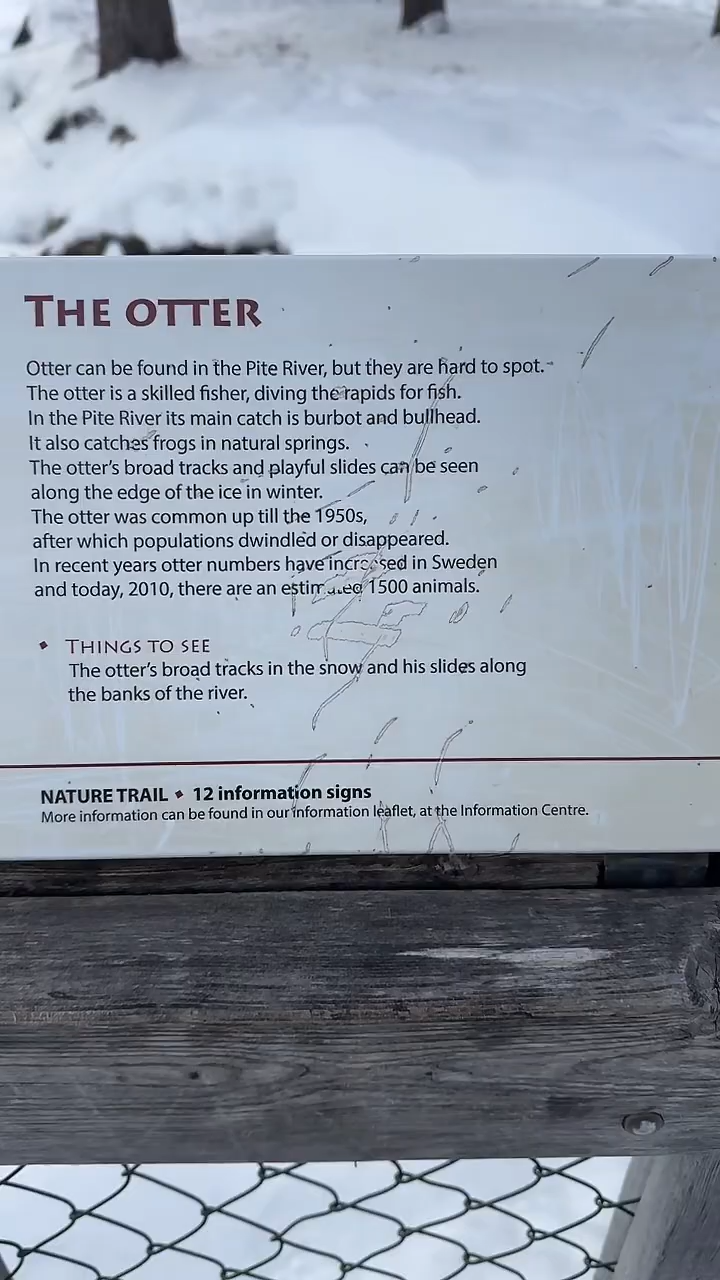 THE OTTER
Otter can be found in the Pite River, but they are hard to spot.
The otter is a skilled fisher, diving the rapids for fish.
In the Pite River its main catch is burbot and bullhead.
It also catches frogs in natural springs.
The otter's broad tracks and playful slides can be seen
along the edge of the ice in winter.
The otter was common up till the 1950s,
after which populations dwindled or disappeared.
In recent years otter numbers have increased in Sweden
and today, 2010, there are an estimated 1500 animals.
THINGS TO SEE
The otter's broad tracks in the snow and his slides along
the banks of the river.
NATURE TRAIL ♦ 12 information signs
More information can be found in our information leaflet, at the Information Centre.